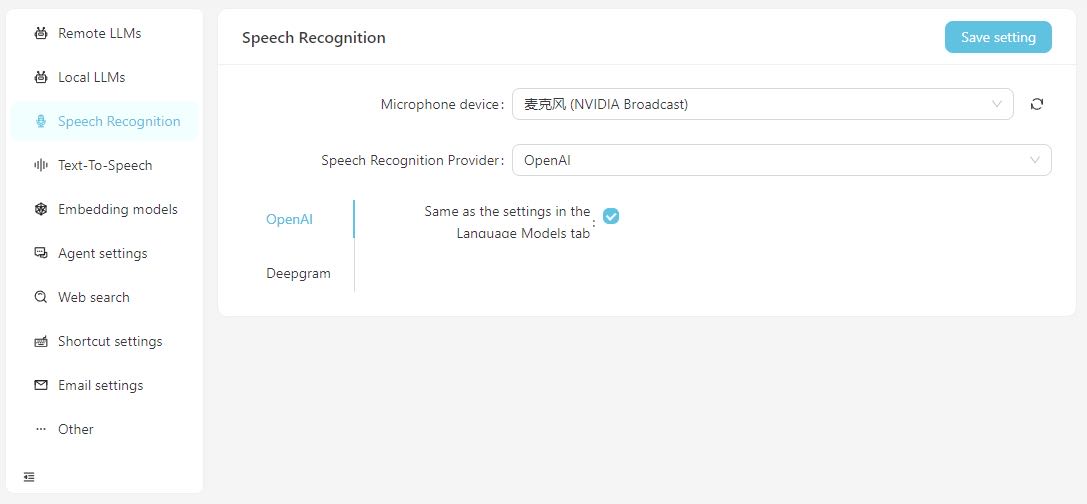 Remote LLMs
Local LLMs
Speech Recognition
Text-To-Speech
Embedding models
Agent settings
Web search
Shortcut settings
Email settings
Other
Speech Recognition
Save setting
Microphone device:
麦克风 (NVIDIA Broadcast)
Speech Recognition Provider:
OpenAI
OpenAI
Deepgram
Same as the settings in the
Language Models tab :